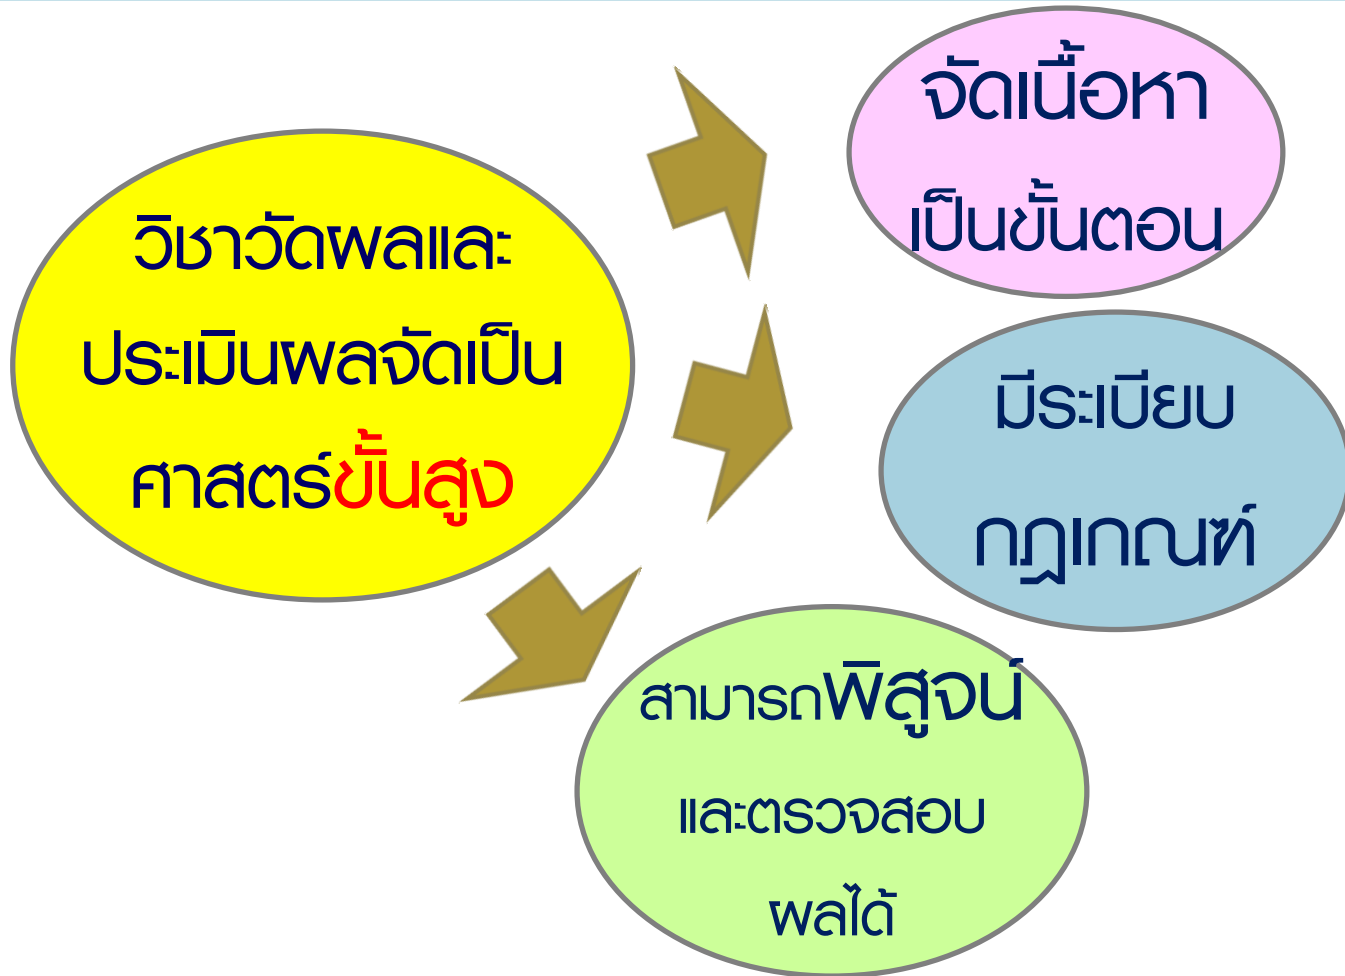 วิชาวัดผลและ
ประเมินผลจัดเป็น
ศาสตร์ขั้นสูง
จัดเนื้อหา
เป็นขั้นตอน
มีระเบียบ
กฎเกณฑ์
สามารถพิสูจน์
และตรวจสอบ
ผลได้